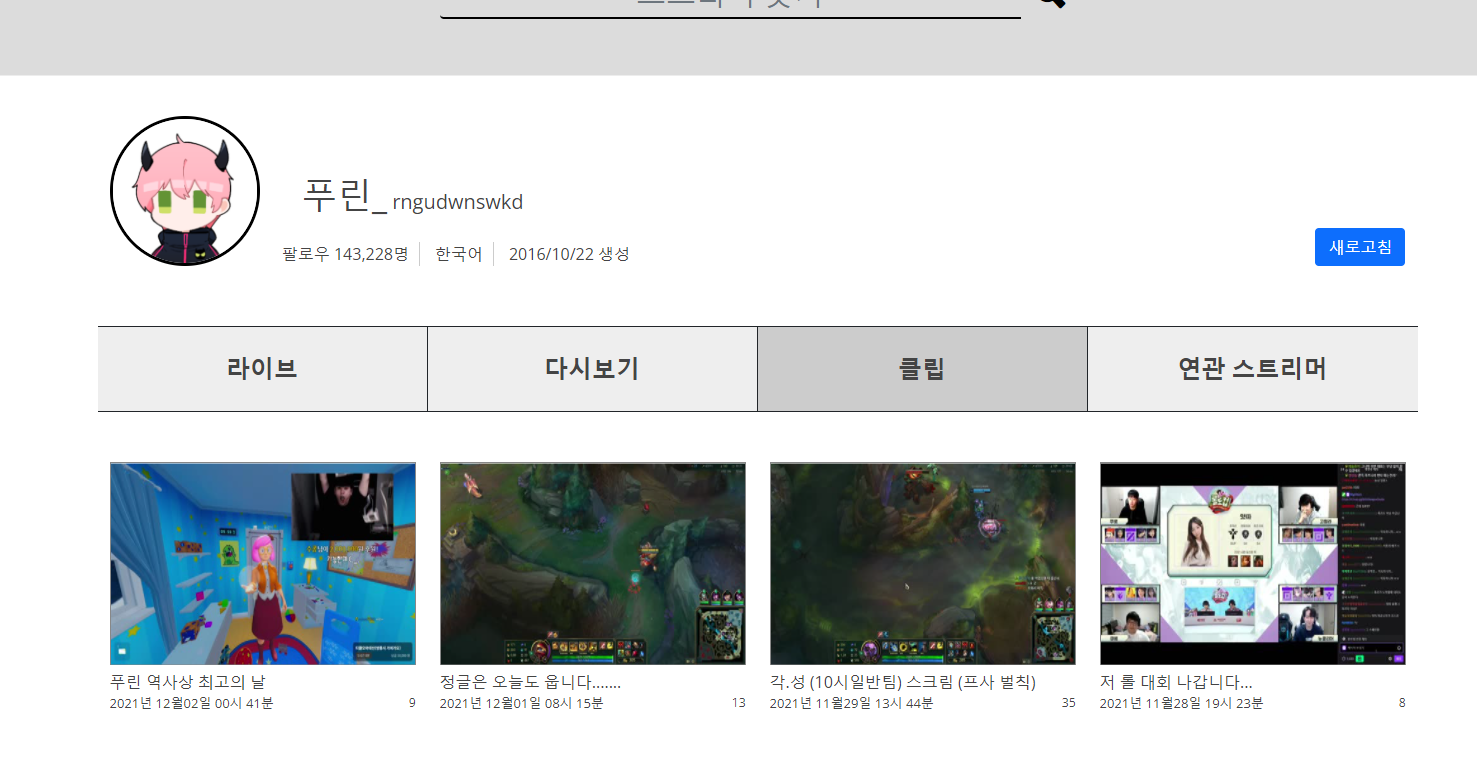 푸린_ rngudwnswkd
팔로우 143,228명 한국어 2016/10/22 생성
새로고침
라이브 다시보기 클립 연관 스트리머
푸린 역사상 최고의 날
2021년 12월02일 00시 41분 9
정글은 오늘도 웁니다.......
2021년 12월01일 08시 15분 13
각.성 (10시일반팀) 스크림 (프사 벌칙)
2021년 11월29일 13시 44분 35
저 롤 대회 나갑니다...
2021년 11월28일 19시 23분 8